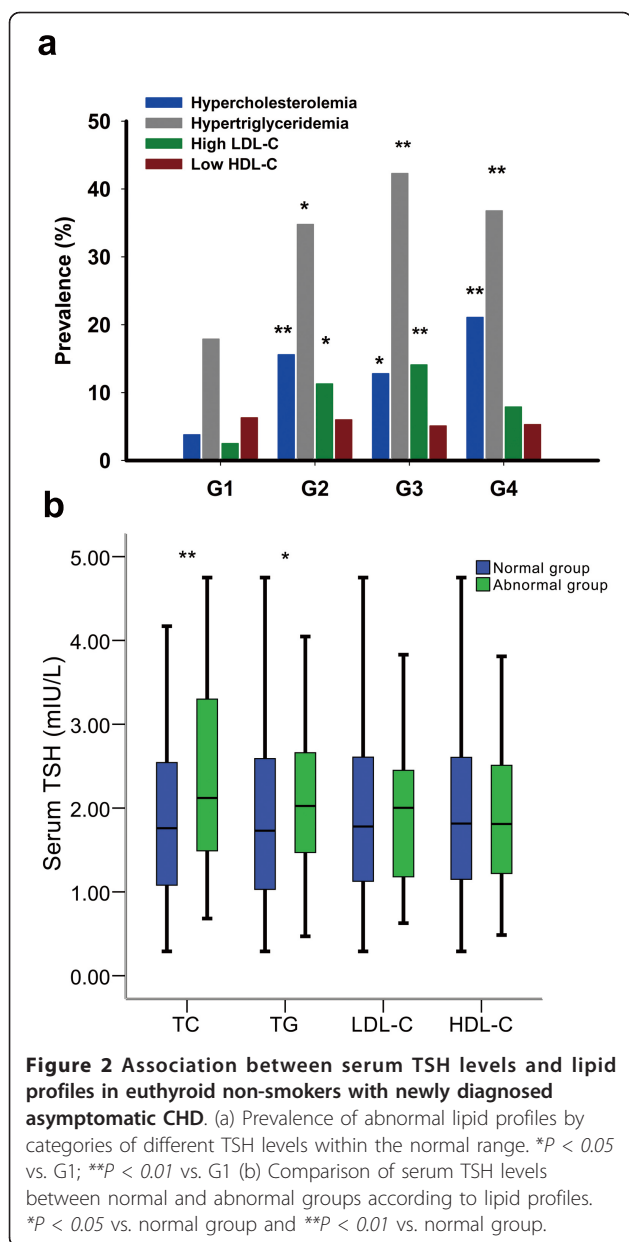 a
Hypercholesterolemia
Hypertriglyceridemia
High LDL-C
Low HDL-C
Prevalence (%)
50
40
30
20
10
0
** * *
* ** **
** **
G1 G2 G3 G4
b
Serum TSH (mIU/L)
5.00
4.00
3.00
2.00
1.00
0.00
** *
Normal group
Abnormal group
TC TG LDL-C HDL-C
Figure 2 Association between serum TSH levels and lipid
profiles in euthyroid non-smokers with newly diagnosed
asymptomatic CHD. (a) Prevalence of abnormal lipid profiles by
categories of different TSH levels within the normal range. *P < 0.05
vs. G1; **P < 0.01 vs. G1 (b) Comparison of serum TSH levels
between normal and abnormal groups according to lipid profiles.
*P < 0.05 vs. normal group and **P < 0.01 vs. normal group.